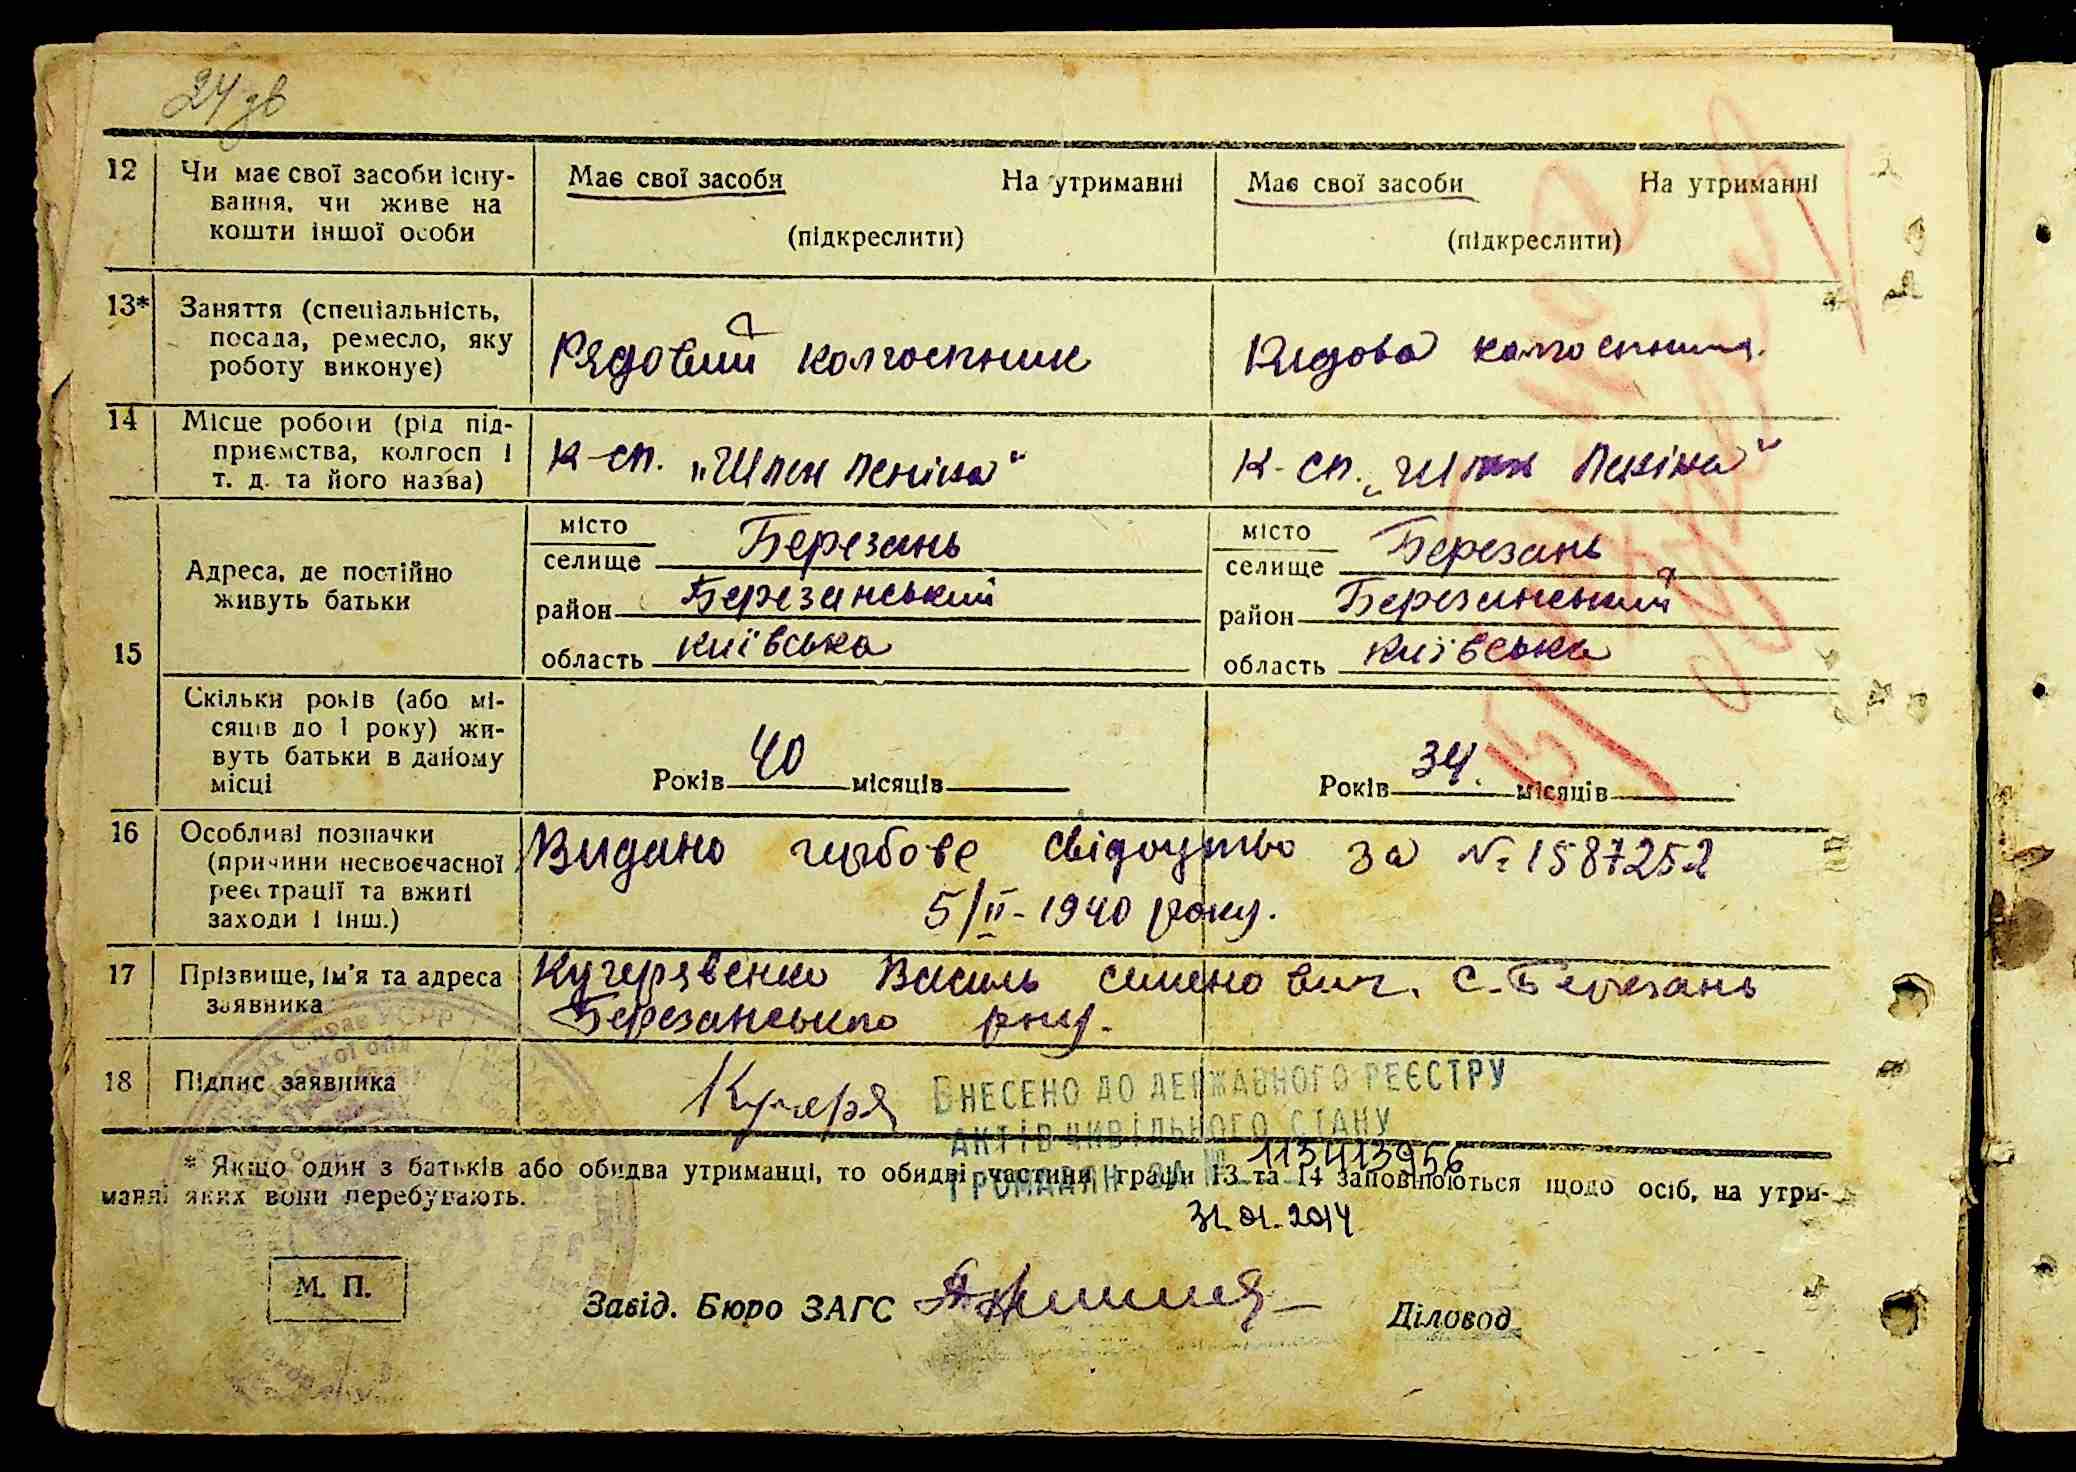 24 зв
12 Чи має свої засоби існу-
вання, чи живе на
кошти іншої особи
Має свої засоби На утриманні
(підкреслити)
Має свої засоби На утриманні
(підкреслити)
13* Заняття (спеціальність,
посада, ремесло, яку
роботу виконує)
Рядовий колгоспник
Рядова колгоспниця.
14 Місце роботи (рід під-
приємства, колгосп і
т. д. та його назва)
К-сп. „Шлях Леніна“
К-сп. „Шлях Леніна“
15 Адреса, де постійно
живуть батьки
місто
селище Березань
район Березанський
область Київська
місто
селище Березань
район Березанський
область Київська
Скільки років (або мі-
сяців до 1 року) жи-
вуть батьки в даному
місці
Років 40 місяців
Років 34. місяців
16 Особливі позначки
(причини несвоєчасної
реєстрації та вжиті
заходи і інш.)
Видано шлюбове свідоцтво за № 1587252
5/II-1940 року.
17 Прізвище, ім’я та адреса
заявника
Кучерявенко Василь Семенович. С. Березань
Березанського р-ну.
18 Підпис заявника
Кучеря
ВНЕСЕНО ДО ДЕРЖАВНОГО РЕЄСТРУ
АКТІВ ЦИВІЛЬНОГО СТАНУ
ГРОМАДЯН ЗА № 113413956
31.01.2014
* Якщо один з батьків або обидва утриманці, то обидві частини графи 13 та 14 заповнюються щодо осіб, на утри-
манні яких вони перебувають.
М. П.
Завід. Бюро ЗАГС
Діловод